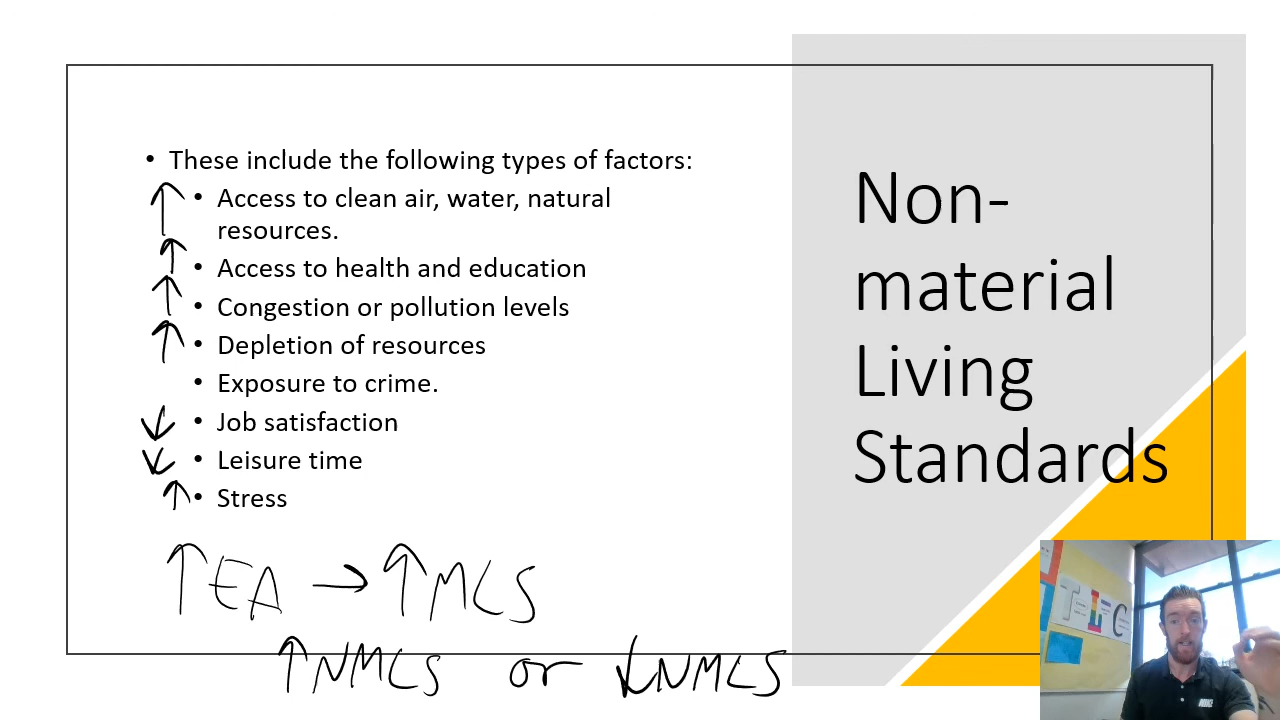 • These include the following types of factors:
↑ • Access to clean air, water, natural
resources.
↑ • Access to health and education
↑ • Congestion or pollution levels
↑ • Depletion of resources
• Exposure to crime.
↓ • Job satisfaction
↓ • Leisure time
↑ • Stress
↑EA → ↑MLS
↑NMLS or ↓NMLS
Non-
material
Living
Standards